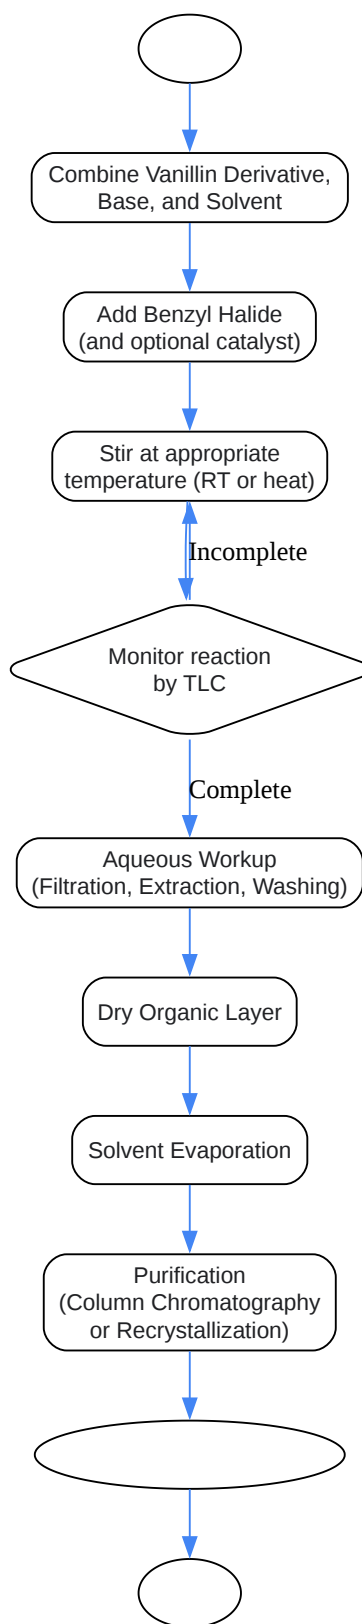 Combine Vanillin Derivative,
Base, and Solvent
Add Benzyl Halide
(and optional catalyst)
Stir at appropriate
temperature (RT or heat)
Incomplete
Monitor reaction
by TLC
Complete
Aqueous Workup
(Filtration, Extraction, Washing)
Dry Organic Layer
Solvent Evaporation
Purification
(Column Chromatography
or Recrystallization)